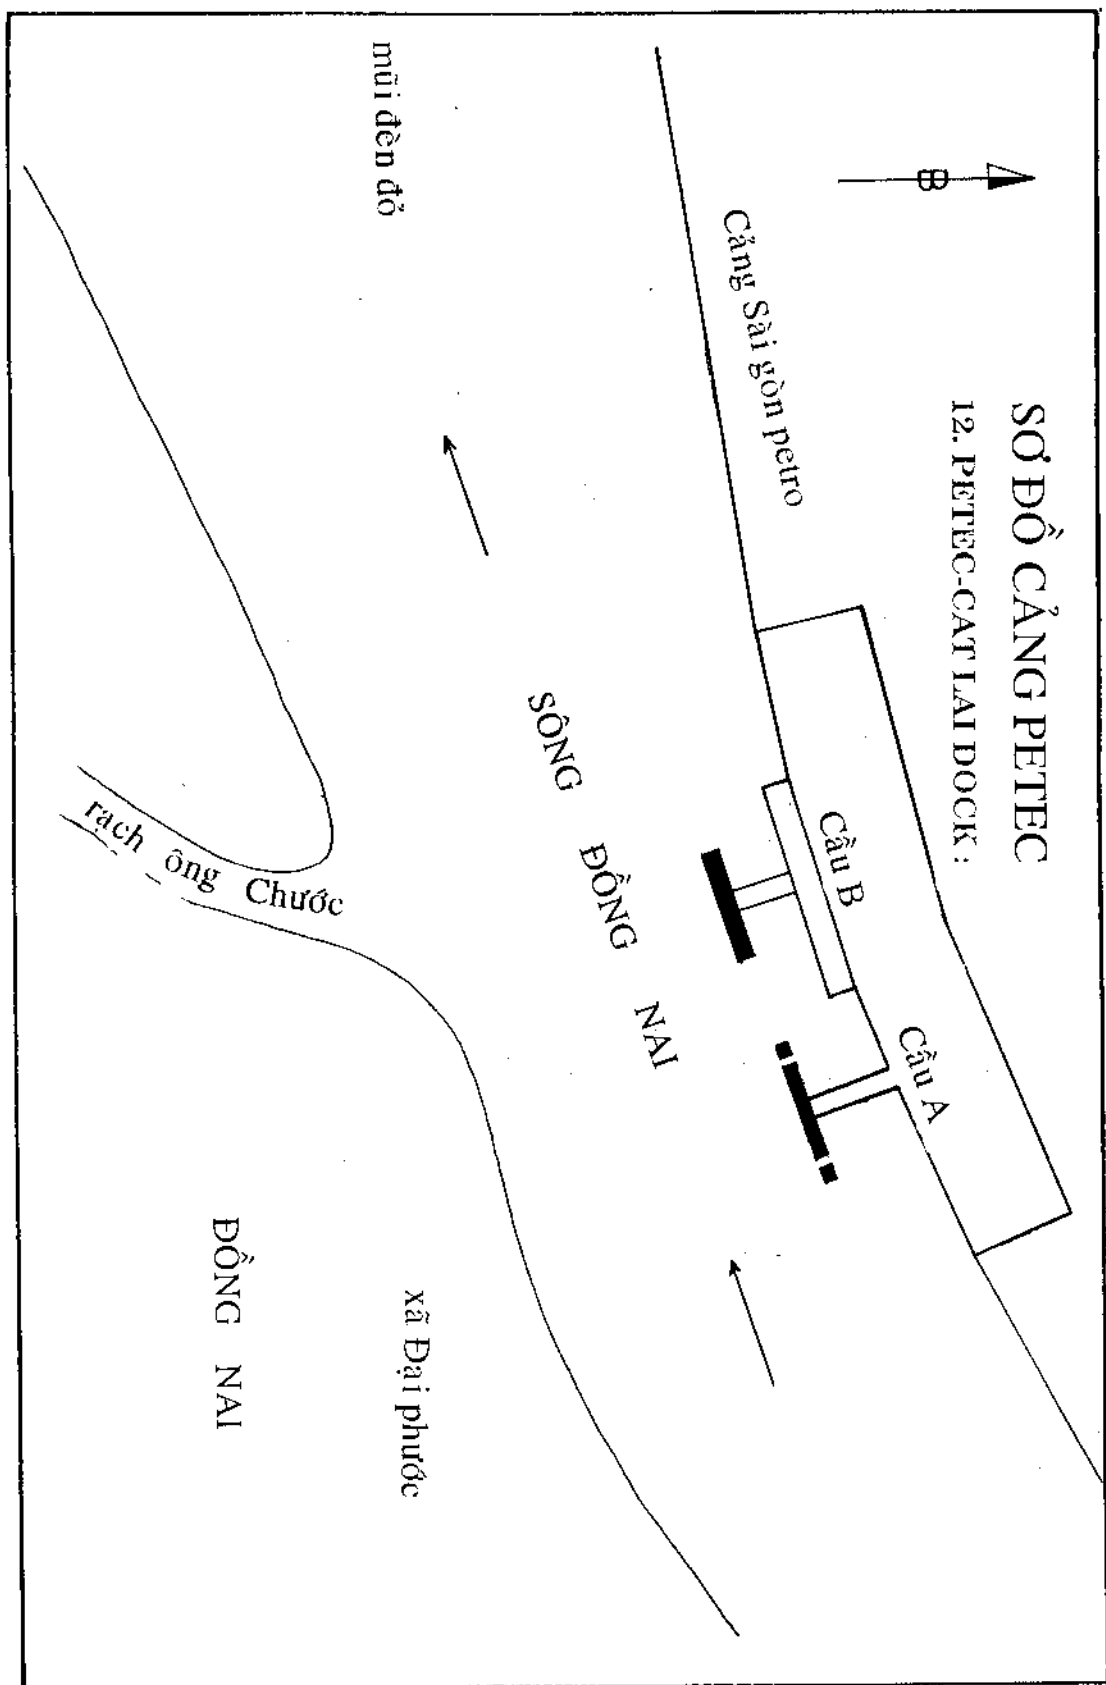 SƠ ĐỒ CẢNG PETEC
12. PETEC-CAT LAI DOCK :
B
Cảng Sài gòn petro
Cầu B
Cầu A
SÔNG ĐỒNG NAI
mũi đèn đỏ
rạch ông Chước
xã Đại phước
ĐỒNG NAI